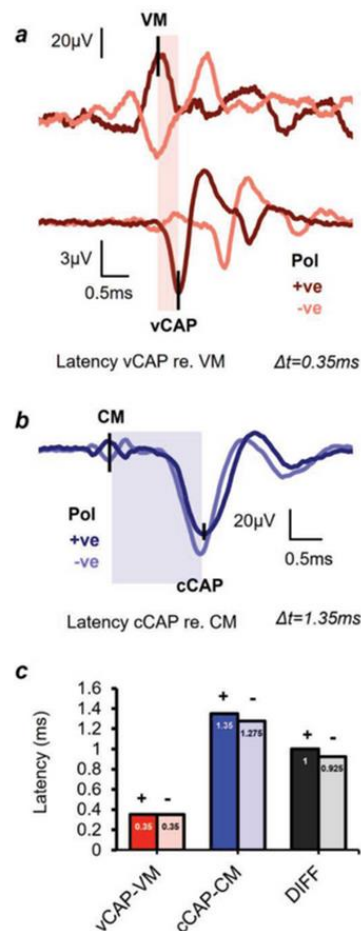 a
VM
20µV
3µV
0.5ms
Pol
+ve
-ve
vCAP
Latency vCAP re. VM Δt=0.35ms
b
CM
Pol
+ve
-ve
20µV
0.5ms
cCAP
Latency cCAP re. CM Δt=1.35ms
c
Latency (ms)
1.6
1.4
1.2
1
0.8
0.6
0.4
0.2
0
+ - + - + -
0.35 0.35 1.35 1.275 1 0.925
vCAP-VM cCAP-CM DIFF